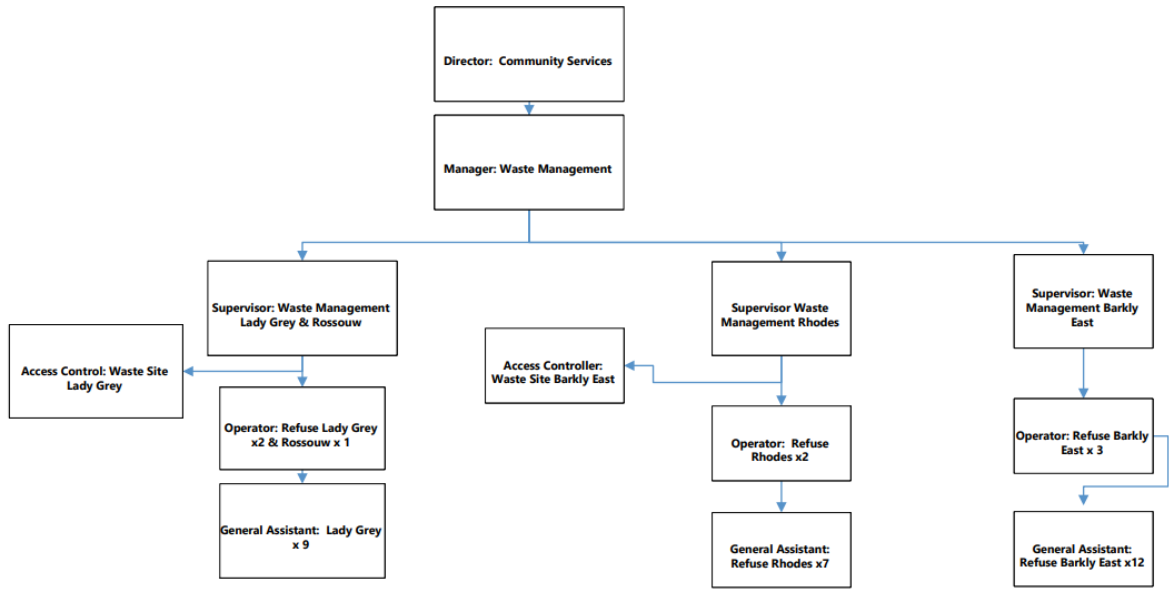 Director:  Community Services
Manager: Waste Management
Supervisor: Waste Management
Lady Grey & Rossouw
Supervisor Waste
Management Rhodes
Supervisor: Waste
Management Barkly
East
Access Control: Waste Site
Lady Grey
Access Controller:
Waste Site Barkly East
Operator: Refuse Lady Grey
x2 & Rossouw x 1
Operator:  Refuse
Rhodes x2
Operator: Refuse Barkly
East x 3
General Assistant:  Lady Grey
x 9
General Assistant:
Refuse Rhodes x7
General Assistant:
Refuse Barkly East x12